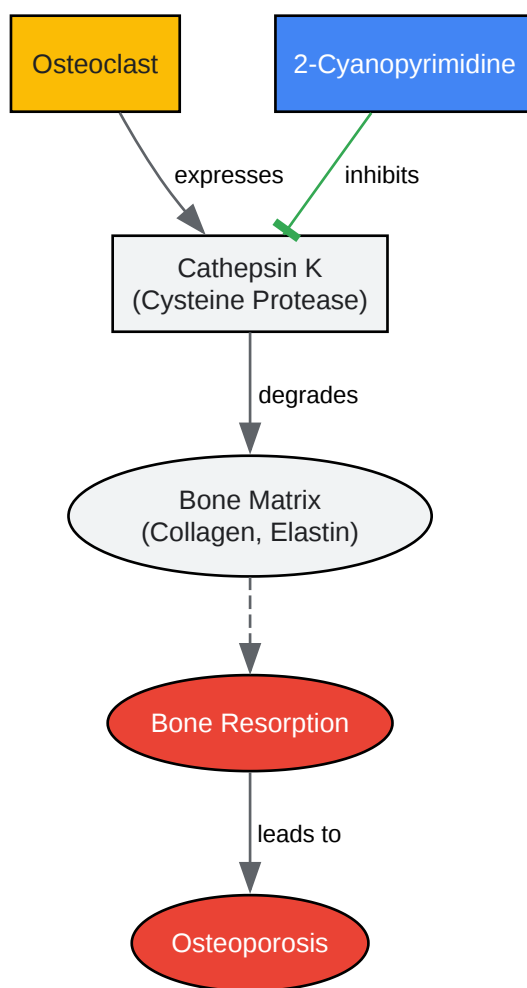 Osteoclast
2-Cyanopyrimidine
expresses
inhibits
Cathepsin K
(Cysteine Protease)
degrades
Bone Matrix
(Collagen, Elastin)
Bone Resorption
leads to
Osteoporosis